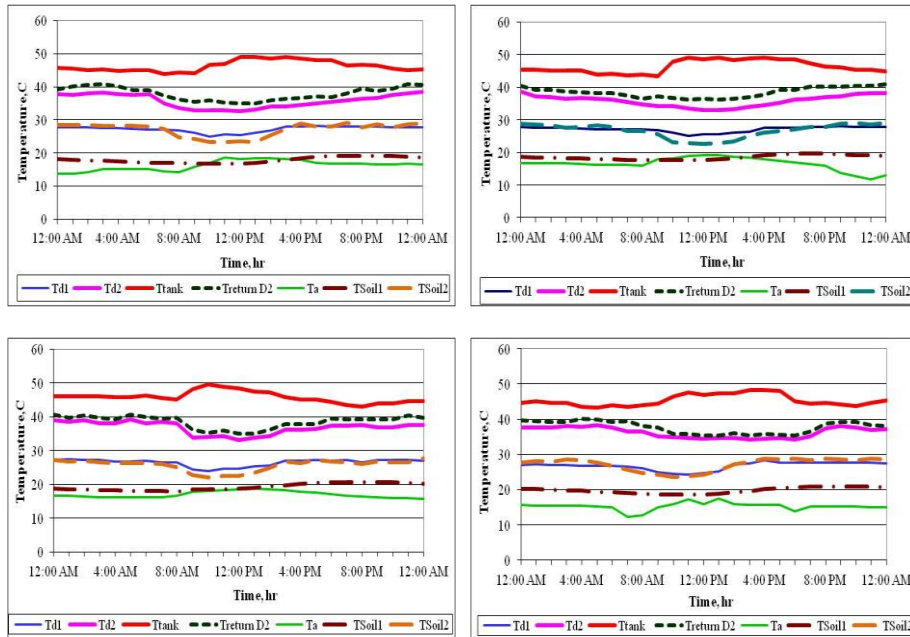 60
50
40
30
20
10
0
Temperature,C
12:00 AM 4:00 AM 8:00 AM 12:00 PM 4:00 PM 8:00 PM 12:00 AM
Time, hr
Td1 Td2 Ttank Treturn D2 Ta TSoil1 TSoil2
60
50
40
30
20
10
0
Temperature, C
12:00 AM 4:00 AM 8:00 AM 12:00 PM 4:00 PM 8:00 PM 12:00 AM
Time, hr
Td1 Td2 Ttank Treturn D2 Ta TSoil1 TSoil2
60
50
40
30
20
10
0
Temperature,C
12:00 AM 4:00 AM 8:00 AM 12:00 PM 4:00 PM 8:00 PM 12:00 AM
Time, hr
Td1 Td2 Ttank Treturn D2 Ta TSoil1 TSoil2
60
50
40
30
20
10
0
Temperature,C
12:00 AM 4:00 AM 8:00 AM 12:00 PM 4:00 PM 8:00 PM 12:00 AM
Time, hr
Td1 Td2 Ttank Treturn D2 Ta TSoil1 TSoil2